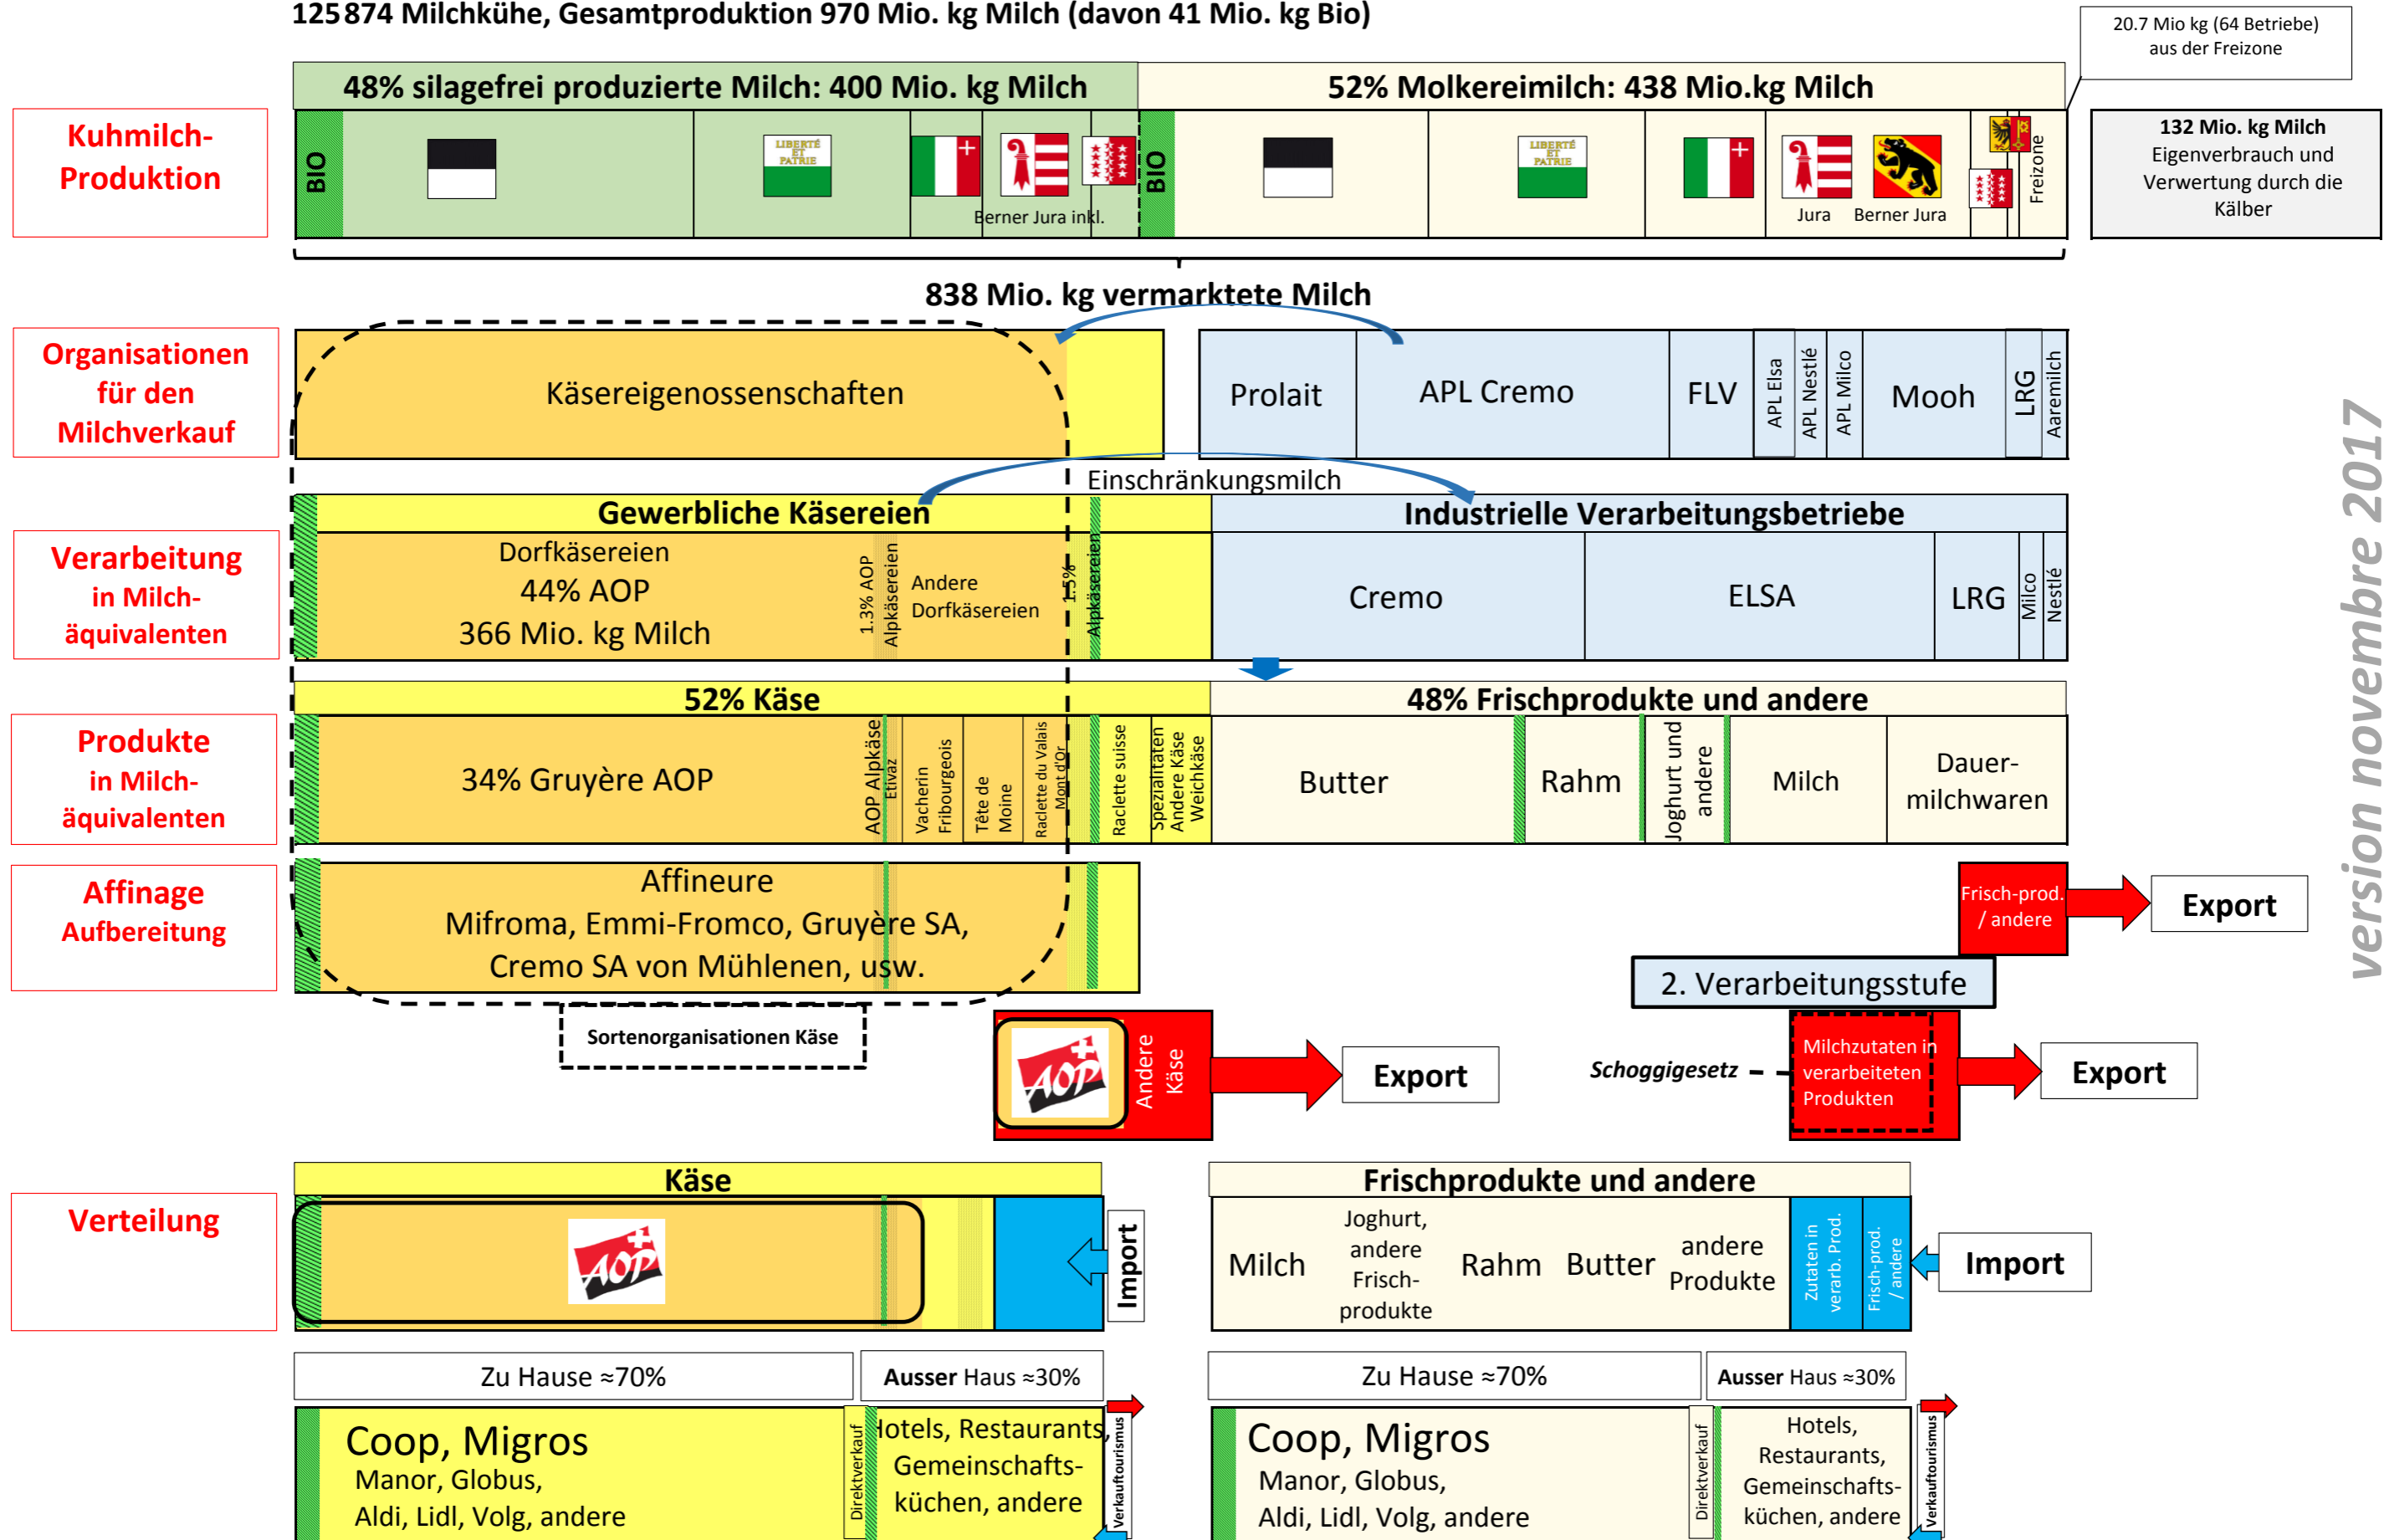 125 874 Milchkühe, Gesamtproduktion 970 Mio. kg Milch (davon 41 Mio. kg Bio)
20.7 Mio kg (64 Betriebe)
aus der Freizone
48% silagefrei produzierte Milch: 400 Mio. kg Milch
52% Molkereimilch: 438 Mio.kg Milch
Kuhmilch-
Produktion
BIO
LIBERTÉ
ET
PATRIE
Berner Jura inkl.
BIO
LIBERTÉ
ET
PATRIE
Jura
Berner Jura
Freizone
132 Mio. kg Milch
Eigenverbrauch und
Verwertung durch die
Kälber
838 Mio. kg vermarktete Milch
Organisationen
für den
Milchverkauf
Käsereigenossenschaften
Prolait
APL Cremo
FLV
APL Elsa
APL Nestlé
APL Milco
Mooh
LRG
Aaremilch
Einschränkungsmilch
Gewerbliche Käsereien
Industrielle Verarbeitungsbetriebe
Verarbeitung
in Milch-
äquivalenten
Dorfkäsereien
44% AOP
366 Mio. kg Milch
1.3% AOP
Alpkäsereien
Andere
Dorfkäsereien
1.5%
Alpkäsereien
Cremo
ELSA
LRG
Milco
Nestlé
52% Käse
48% Frischprodukte und andere
Produkte
in Milch-
äquivalenten
34% Gruyère AOP
AOP Alpkäse
Etivaz
Vacherin
Fribourgeois
Tête de
Moine
Raclette du Valais
Mont d'Or
Raclette suisse
Spezialitäten
Andere Käse
Weichkäse
Butter
Rahm
Joghurt und
andere
Milch
Dauer-
milchwaren
Affinage
Aufbereitung
Affineure
Mifroma, Emmi-Fromco, Gruyère SA,
Cremo SA von Mühlenen, usw.
Frisch-prod.
/ andere
Export
2. Verarbeitungsstufe
Sortenorganisationen Käse
AOP
Andere
Käse
Export
Schoggigesetz
Milchzutaten in
verarbeiteten
Produkten
Export
version novembre 2017
Käse
Frischprodukte und andere
Verteilung
AOP
Import
Milch
Joghurt,
andere
Frisch-
produkte
Rahm
Butter
andere
Produkte
Zutaten in
verarb. Prod.
Frisch-prod.
/ andere
Import
Zu Hause ≈70%
Ausser Haus ≈30%
Zu Hause ≈70%
Ausser Haus ≈30%
Coop, Migros
Manor, Globus,
Aldi, Lidl, Volg, andere
Direktverkauf
Hotels, Restaurants,
Gemeinschafts-
küchen, andere
Verkauftourismus
Coop, Migros
Manor, Globus,
Aldi, Lidl, Volg, andere
Direktverkauf
Hotels,
Restaurants,
Gemeinschafts-
küchen, andere
Verkauftourismus